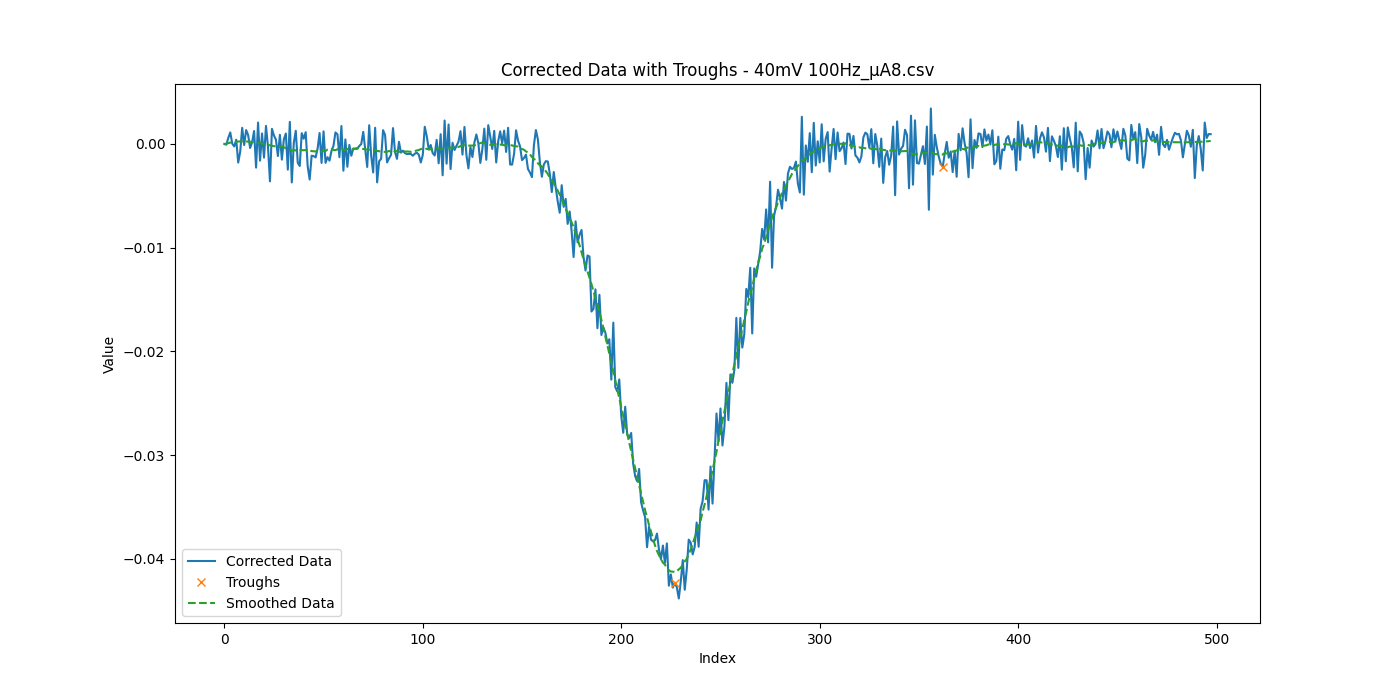 Corrected Data with Troughs - 40mV 100Hz_μA8.csv
Value
0.00
−0.01
−0.02
−0.03
−0.04
Corrected Data
Troughs
Smoothed Data
0 100 200 300 400 500
Index